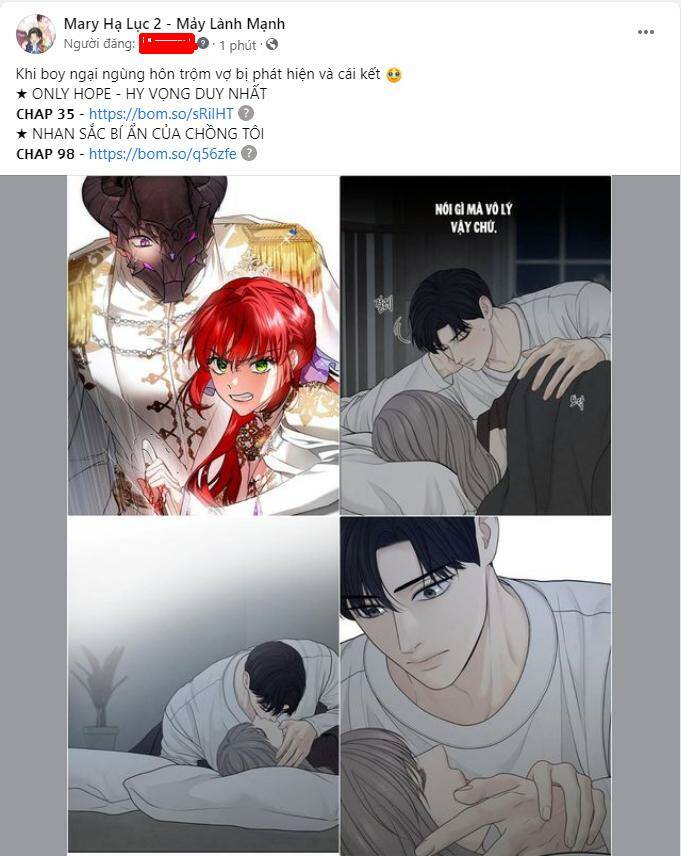 Mary Hạ Lục 2 - Mảy Lành Mạnh
Người đăng: · 1 phút ·
Khi boy ngại ngùng hôn trộm vợ bị phát hiện và cái kết 🥹
★ ONLY HOPE - HY VỌNG DUY NHẤT
CHAP 35 - https://bom.so/sRilHT
★ NHAN SẮC BÍ ẨN CỦA CHỒNG TÔI
CHAP 98 - https://bom.so/q56zfe
NÓI GÌ MÀ VÔ LÝ
VẬY CHỨ.